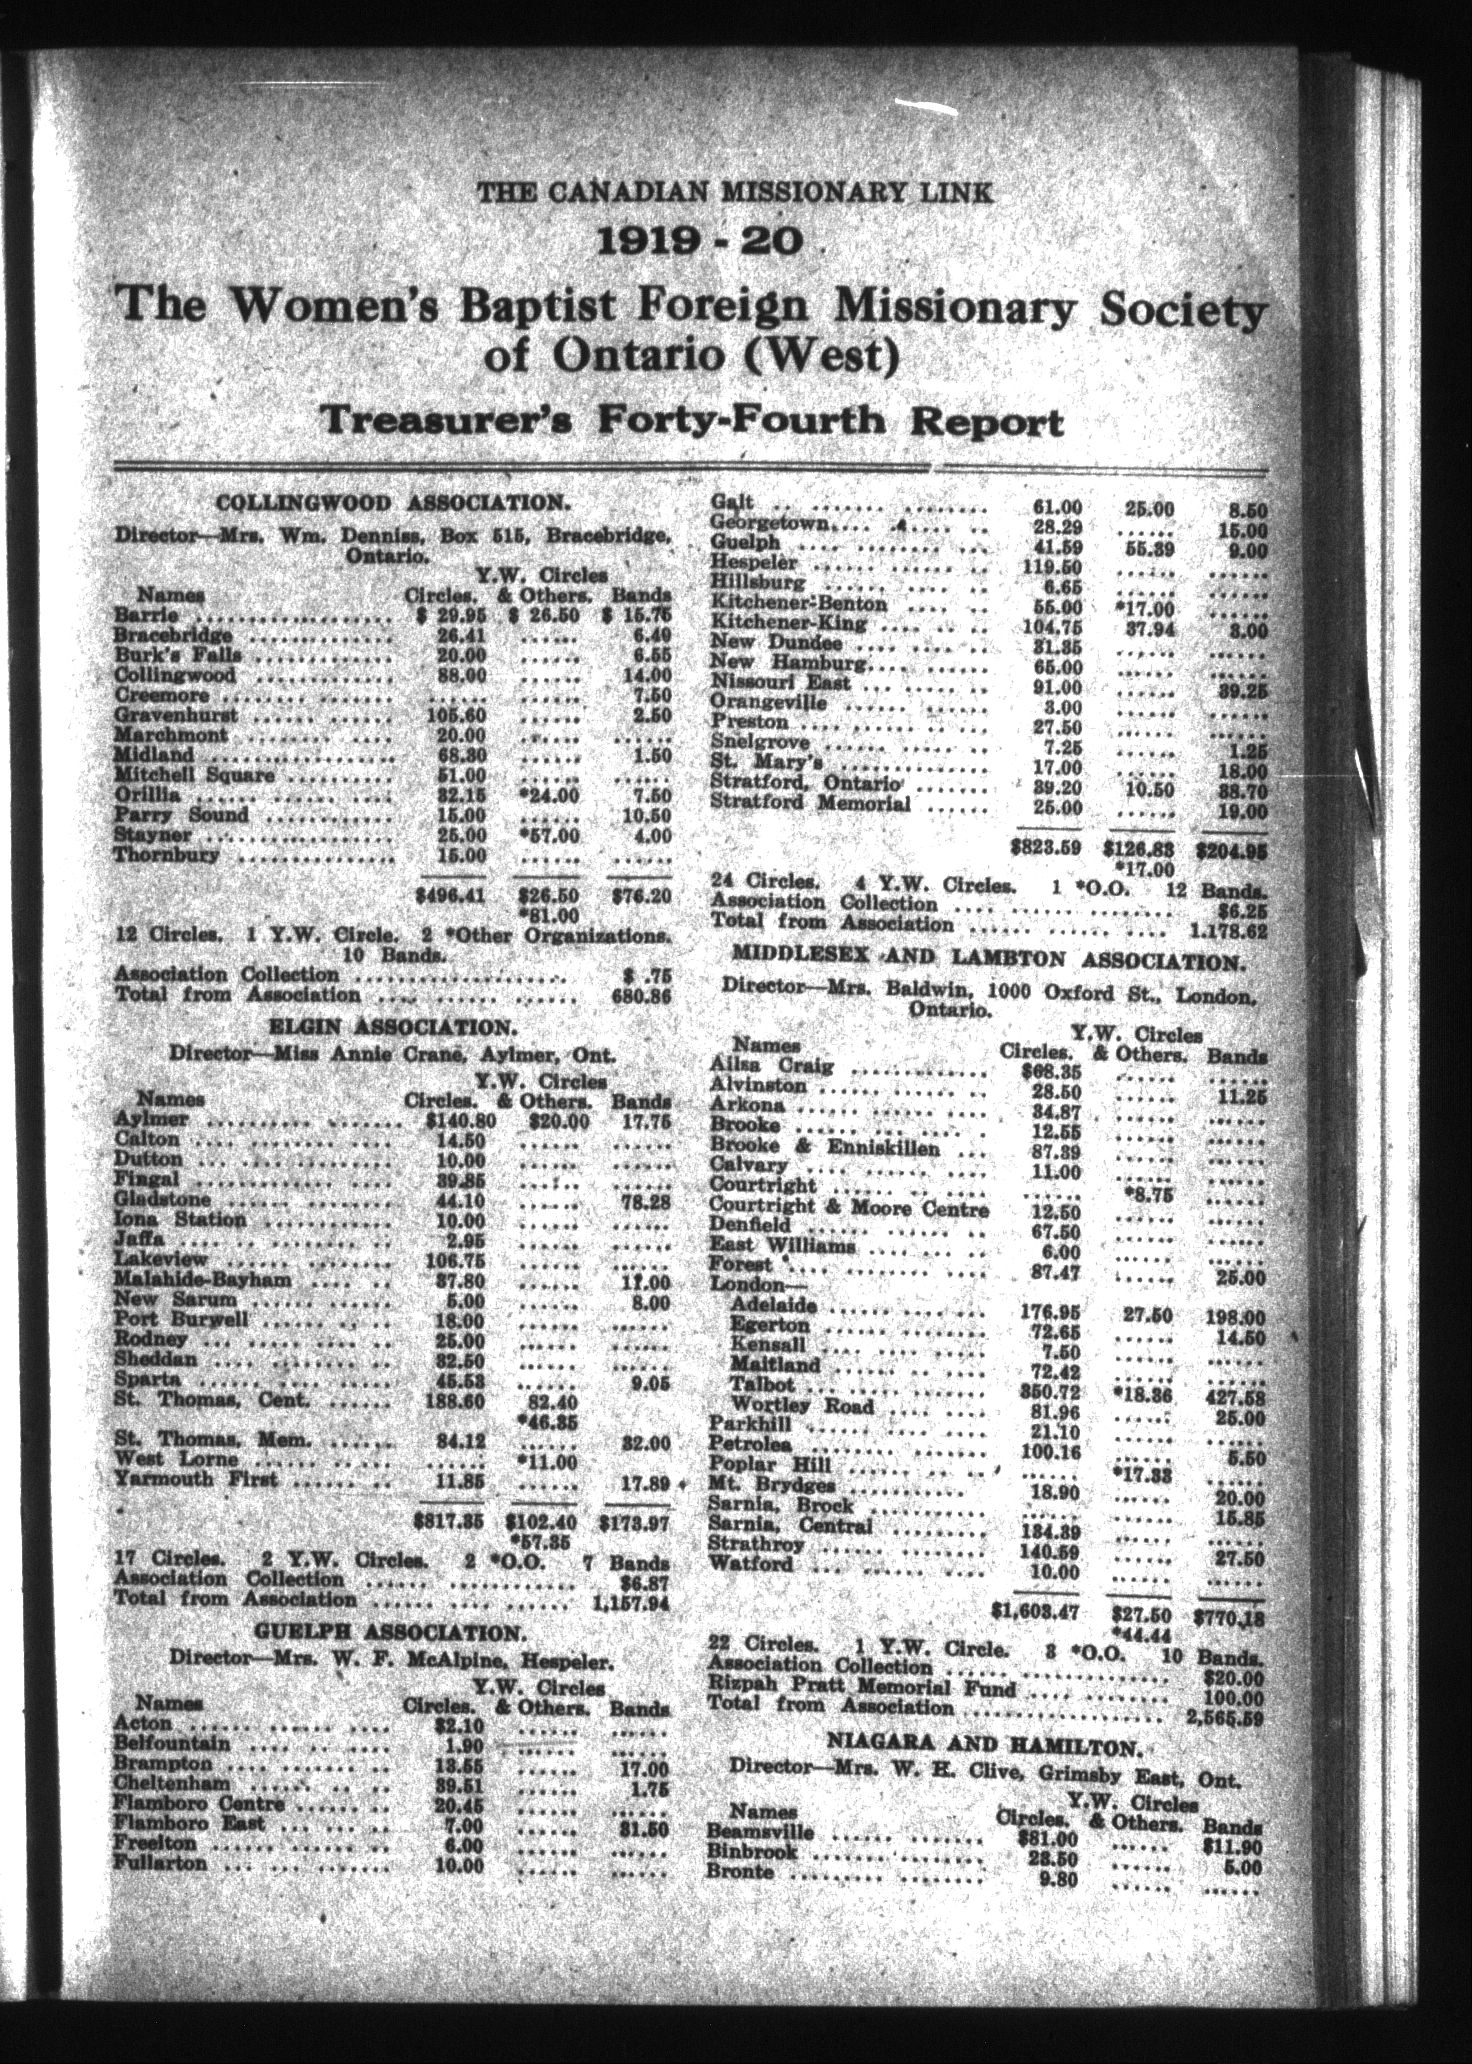 THE CANADIAN MISSIONARY LINK
1919 - 20
The Women's Baptist Foreign Missionary Society
of Ontario (West)
Treasurer's Forty-Fourth Report
COLLINGWOOD ASSOCIATION.
Director—Mrs. Wm. Denniss, Box 515, Bracebridge,
Ontario.
Y.W. Circles
Names Circles. & Others. Bands
Barrie .................... $ 29.95 $ 26.50 $ 15.75
Bracebridge .............. 26.41 ...... 6.40
Burk's Falls .............. 20.00 ...... 6.55
Collingwood .............. 88.00 ...... 14.00
Creemore ................. ...... ...... 7.50
Gravenhurst ...... ...... 105.60 ...... 2.50
Marchmont ............... 20.00 ...... ......
Midland .................. 68.30 ...... 1.50
Mitchell Square .......... 51.00 ...... ......
Orillia ...... ...... ...... 32.15 *24.00 7.50
Parry Sound ............. 15.00 ...... 10.50
Stayner .................. 25.00 *57.00 4.00
Thornbury ................ 15.00 ...... ......
$496.41 $26.50 $76.20
*81.00
12 Circles. 1 Y.W. Circle. 2 *Other Organizations.
10 Bands.
Association Collection ...................... $ .75
Total from Association .... ...... ...... 680.86
ELGIN ASSOCIATION.
Director—Miss Annie Crane, Aylmer, Ont.
Y.W. Circles
Names Circles. & Others. Bands
Aylmer .......... ....... $140.80 $20.00 17.75
Calton .... ........ .... 14.50 ...... ......
Dutton ... .............. 10.00 ...... ......
Fingal ............. .... 39.85 ...... ......
Gladstone ...... ...... .... 44.10 ...... 78.28
Iona Station ............ 10.00 ...... ......
Jaffa .... .. ......... .. 2.95 ...... ......
Lakeview ...... ....... .. 106.75 ...... ......
Malahide-Bayham .... .. 37.80 ...... 11.00
New Sarum ...... ...... 5.00 ...... 8.00
Port Burwell ...... .. .. 18.00 ...... ......
Rodney ... ....... ...... 25.00 ...... ......
Sheddan .... ........ .. 32.50 ...... ......
Sparta ...... .... ...... 45.53 ...... 9.05
St. Thomas, Cent. ...... 188.60 82.40
*46.35
St. Thomas, Mem. ...... 84.12 ...... 32.00
West Lorne ...... .. .... ...... *11.00
Yarmouth First ...... .. 11.85 ...... 17.89
$817.35 $102.40 $173.97
*57.35
17 Circles. 2 Y.W. Circles. 2 *O.O. 7 Bands
Association Collection ...... ............. $6.87
Total from Association ...... .... ...... 1,157.94
GUELPH ASSOCIATION.
Director—Mrs. W. F. McAlpine, Hespeler.
Y.W. Circles
Names Circles. & Others. Bands
Acton ...... ...... .... $2.10 ...... ......
Belfountain .... .. .... 1.90 ...... ......
Brampton .... ....... .. 13.55 ...... 17.00
Cheltenham ...... .. .. 39.51 ...... 1.75
Flamboro Centre ...... .. 20.45 ...... ......
Flamboro East ... ... .. 7.00 ...... 31.50
Freelton ...... ...... .. 6.00 ...... ......
Fullarton ... ... ....... 10.00 ...... ......
Galt .. .. ....... ........ 61.00 25.00 8.50
Georgetown.... ...... .. 28.29 ...... 15.00
Guelph .... ........ ... 41.59 55.39 9.00
Hespeler ...... ...... .. 119.50 ...... ......
Hillsburg ...... .... .. 6.65 ...... ......
Kitchener-Benton .... .. 55.00 *17.00 ......
Kitchener-King .... .. .. 104.75 37.94 3.00
New Dundee .... .... .. 31.35 ...... ......
New Hamburg.... ...... 65.00 ...... ......
Nissouri East ... ...... .. 91.00 ...... 39.25
Orangeville ...... ...... 3.00 ...... ......
Preston .... ....... .... 27.50 ...... ......
Snelgrove ...... ...... .. 7.25 ...... 1.25
St. Mary's .............. 17.00 ...... 18.00
Stratford, Ontario ....... 39.20 10.50 38.70
Stratford Memorial ...... 25.00 ...... 19.00
$823.59 $126.83 $204.95
*17.00
24 Circles. 4 Y.W. Circles. 1 *O.O. 12 Bands.
Association Collection .... ...... ........ $6.25
Total from Association ...... ...... .... 1.178.62
MIDDLESEX AND LAMBTON ASSOCIATION.
Director—Mrs. Baldwin, 1000 Oxford St., London,
Ontario.
Y.W. Circles
Names Circles. & Others. Bands
Ailsa Craig ............. $68.35 ...... ......
Alvinston ...... ........ 28.50 ...... 11.25
Arkona ...... ...... .... 34.87 ...... ......
Brooke ...... ... .... . 12.55 ...... ......
Brooke & Enniskillen ... 87.39 ...... ......
Calvary .... ...... .... 11.00 ...... ......
Courtright ...... .. .... ...... *8.75 ......
Courtright & Moore Centre 12.50 ...... ......
Denfield ...... ...... .. 67.50 ...... ......
East Williams .... ... .. 6.00 ...... ......
Forest .... ...... .... 87.47 ...... 25.00
London—
Adelaide ...... .... ... 176.95 27.50 198.00
Egerton ...... ........ 72.65 ...... 14.50
Kensall .... .... .... 7.50 ...... ......
Maitland .... .. ...... 72.42 ...... ......
Talbot ... ...... ...... 350.72 *18.36 427.58
Wortley Road .... .... 81.96 ...... 25.00
Parkhill ...... ...... .... 21.10 ...... ......
Petrolea ........ ....... 100.16 ...... 5.50
Poplar Hill ...... .. .. ...... *17.33 ......
Mt. Brydges ............ 18.90 ...... 20.00
Sarnia, Brock ........... ...... ...... 15.85
Sarnia, Central ......... 134.39 ...... ......
Strathroy ...... ........ 140.59 ...... 27.50
Watford ... ...... .... 10.00 ...... ......
$1,603.47 $27.50 $770.18
*44.44
22 Circles. 1 Y.W. Circle. 3 *O.O. 10 Bands.
Association Collection ...... ............. $20.00
Rizpah Pratt Memorial Fund .... ........ 100.00
Total from Association ................... 2,565.59
NIAGARA AND HAMILTON.
Director—Mrs. W. H. Clive, Grimsby East, Ont.
Y.W. Circles
Names Circles. & Others. Bands
Beamsville ...... ....... $81.00 ...... $11.90
Binbrook ................ 28.50 ...... 5.00
Bronte ......... ........ 9.80 ...... ......